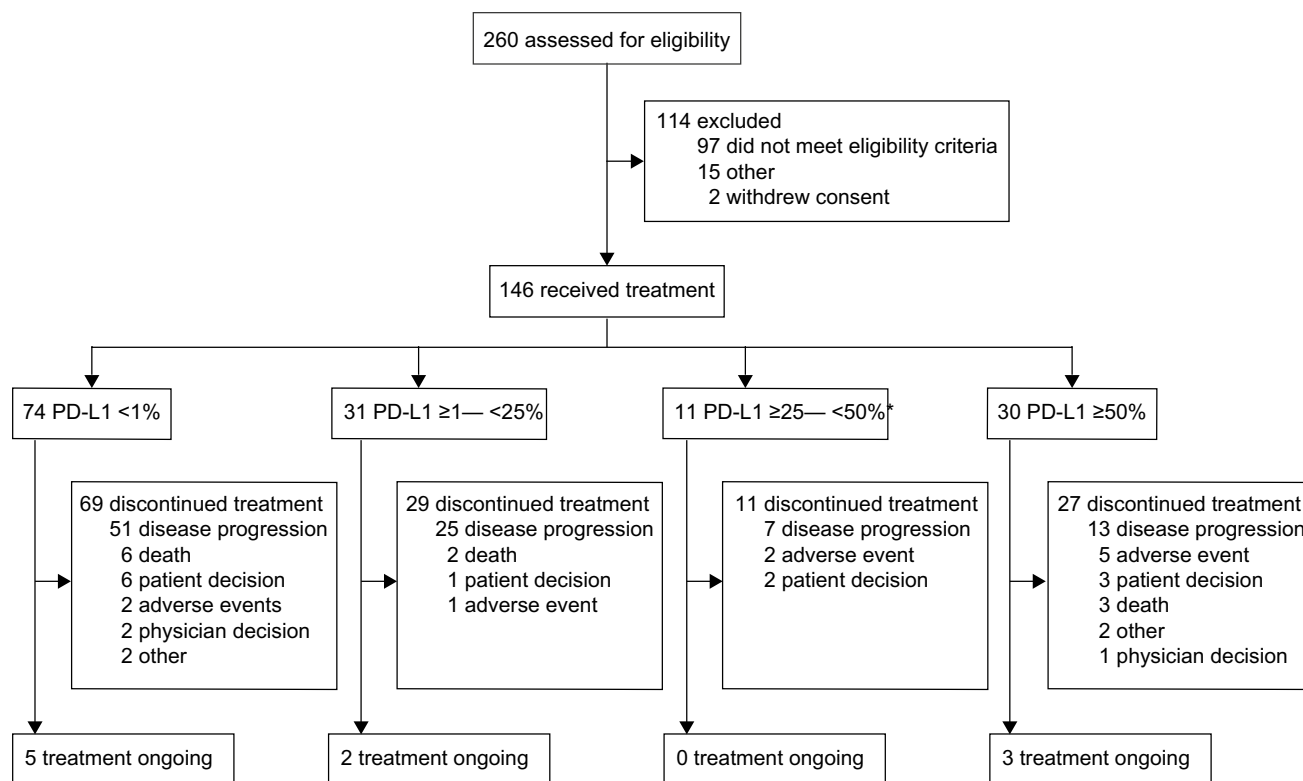 260 assessed for eligibility
114 excluded
97 did not meet eligibility criteria
15 other
2 withdrew consent
146 received treatment
74 PD-L1 <1%
31 PD-L1 ≥1— <25%
11 PD-L1 ≥25— <50%*
30 PD-L1 ≥50%
69 discontinued treatment
51 disease progression
6 death
6 patient decision
2 adverse events
2 physician decision
2 other
29 discontinued treatment
25 disease progression
2 death
1 patient decision
1 adverse event
11 discontinued treatment
7 disease progression
2 adverse event
2 patient decision
27 discontinued treatment
13 disease progression
5 adverse event
3 patient decision
3 death
2 other
1 physician decision
5 treatment ongoing
2 treatment ongoing
0 treatment ongoing
3 treatment ongoing